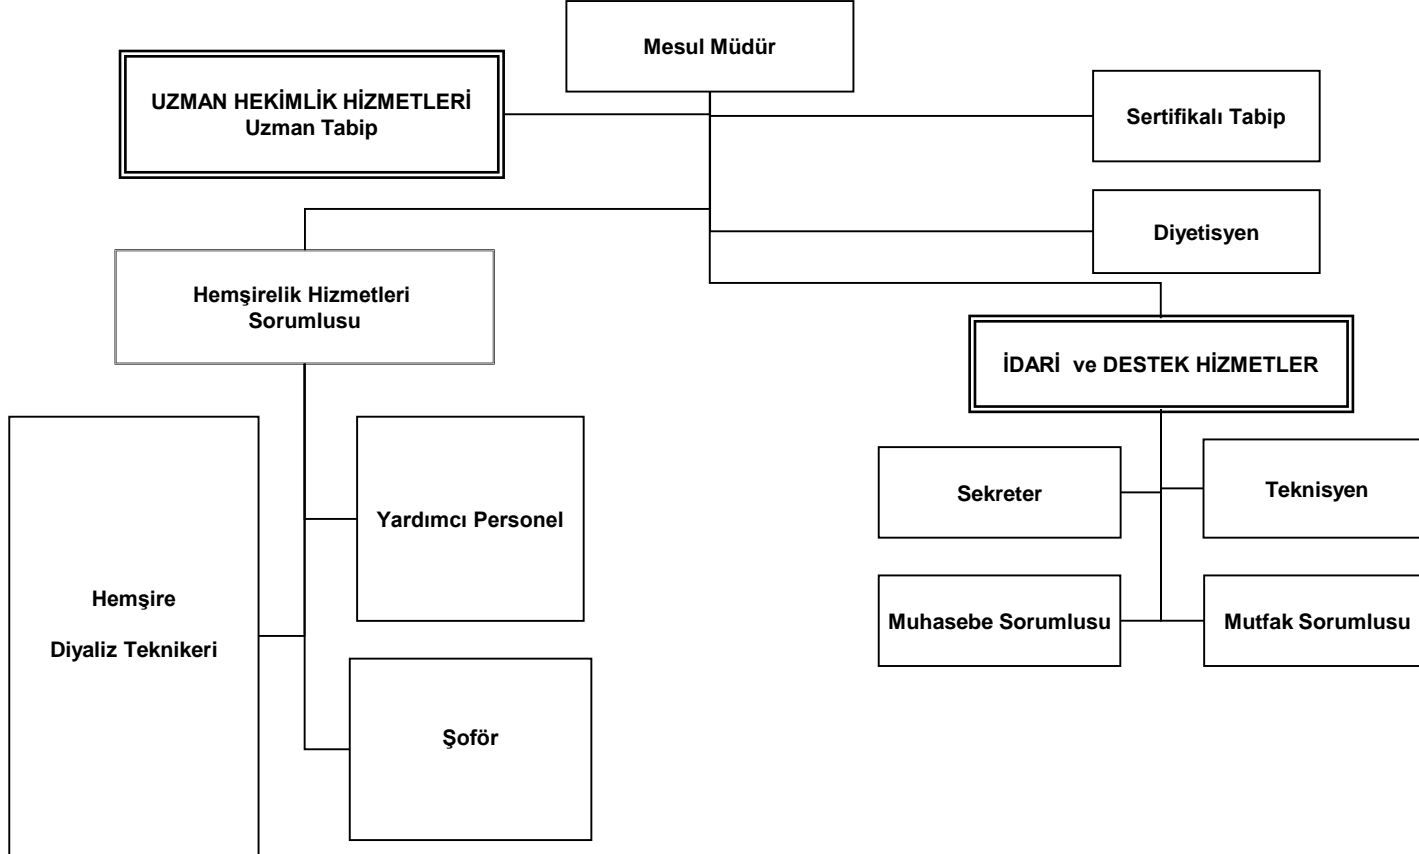 Mesul Müdür
UZMAN HEKİMLİK HİZMETLERİ
Uzman Tabip
Sertifikalı Tabip
Diyetisyen
Hemşirelik Hizmetleri
Sorumlusu
İDARİ ve DESTEK HİZMETLER
Sekreter
Teknisyen
Yardımcı Personel
Hemşire
Diyaliz Teknikeri
Muhasebe Sorumlusu
Mutfak Sorumlusu
Şoför